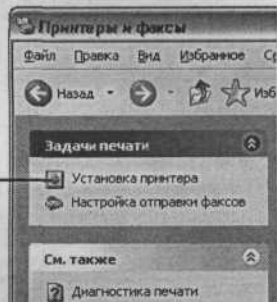 Принтеры и факсы
Файл Правка Вид Избранное
Назад
Задачи печати
Установка принтера
Настройка отправки факсов
См. также
Диагностика печати